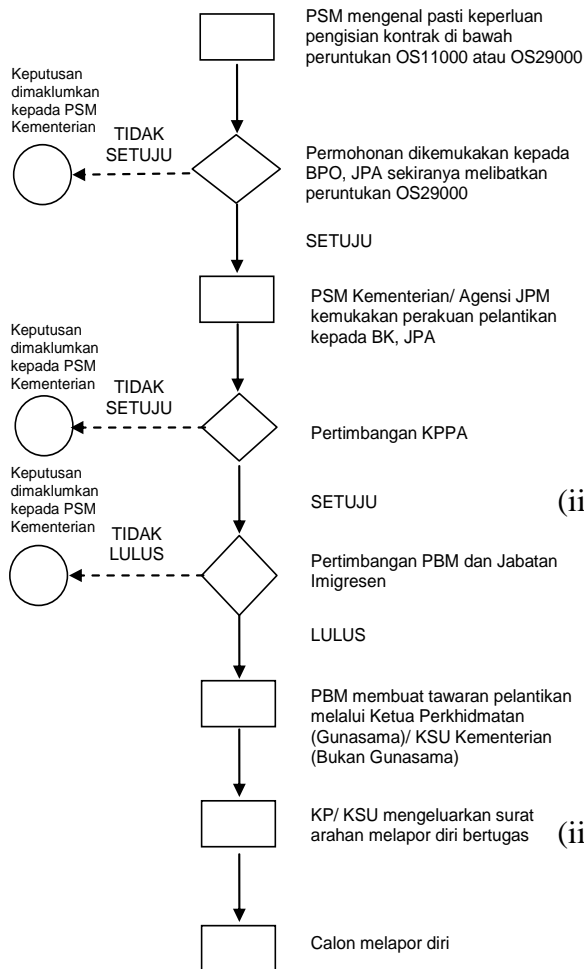 PSM mengenal pasti keperluan
pengisian kontrak di bawah
peruntukan OS11000 atau OS29000
Keputusan
dimaklumkan
kepada PSM
Kementerian
TIDAK
SETUJU
Permohonan dikemukakan kepada
BPO, JPA sekiranya melibatkan
peruntukan OS29000
SETUJU
PSM Kementerian/ Agensi JPM
kemukakan perakuan pelantikan
kepada BK, JPA
Keputusan
dimaklumkan
kepada PSM
Kementerian
TIDAK
SETUJU
Pertimbangan KPPA
Keputusan
dimaklumkan
kepada PSM
Kementerian
SETUJU
(ii
TIDAK
LULUS
Pertimbangan PBM dan Jabatan
Imigresen
LULUS
PBM membuat tawaran pelantikan
melalui Ketua Perkhidmatan
(Gunasama)/ KSU Kementerian
(Bukan Gunasama)
KP/ KSU mengeluarkan surat
arahan melapor diri bertugas
(ii
Calon melapor diri